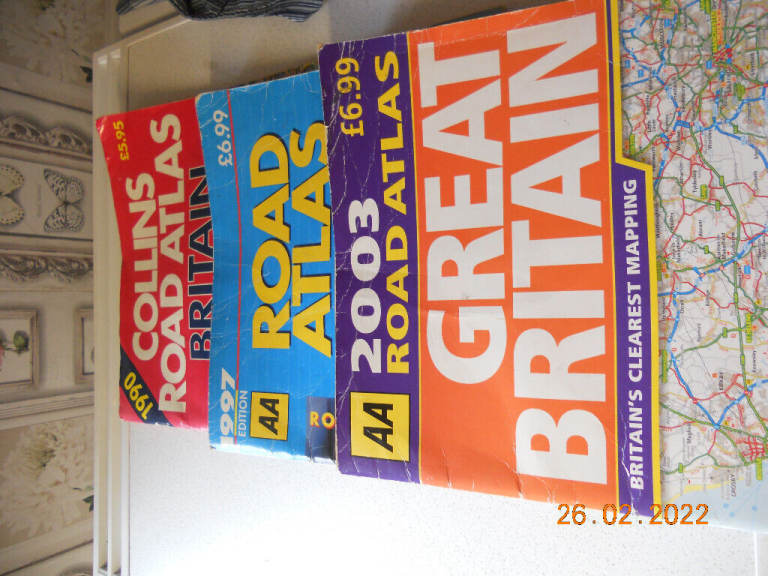 £5.95
COLLINS
ROAD ATLAS
BRITAIN
1990
£6.99
ROAD
ATLAS
1997
EDITION
AA
RO
£6.99
2003
ROAD ATLAS
AA
GREAT
BRITAIN
BRITAIN'S CLEAREST MAPPING
26.02.2022